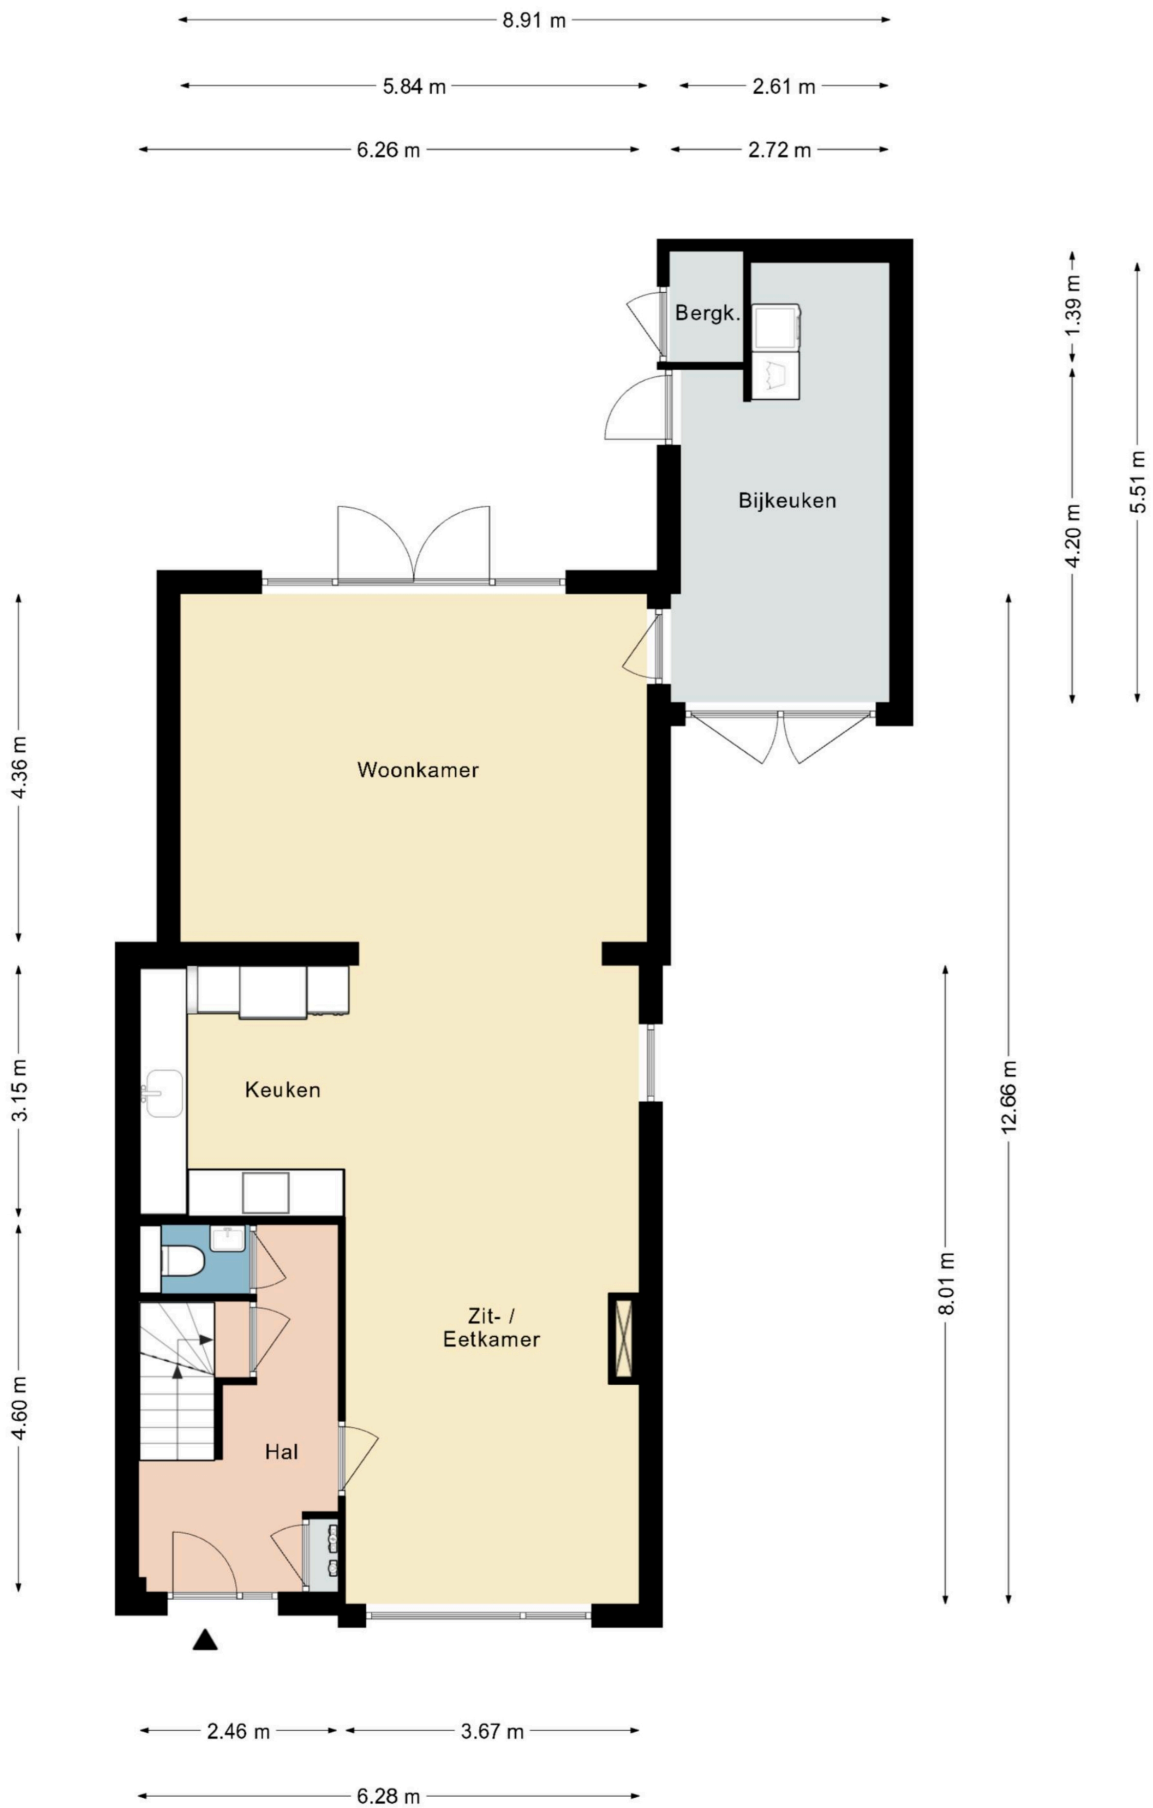 8.91 m
5.84 m
2.61 m
6.26 m
2.72 m
Bergk.
1.39 m
5.51 m
Bijkeuken
4.20 m
4.36 m
Woonkamer
3.15 m
Keuken
12.66 m
8.01 m
Zit- /
Eetkamer
4.60 m
Hal
2.46 m
3.67 m
6.28 m